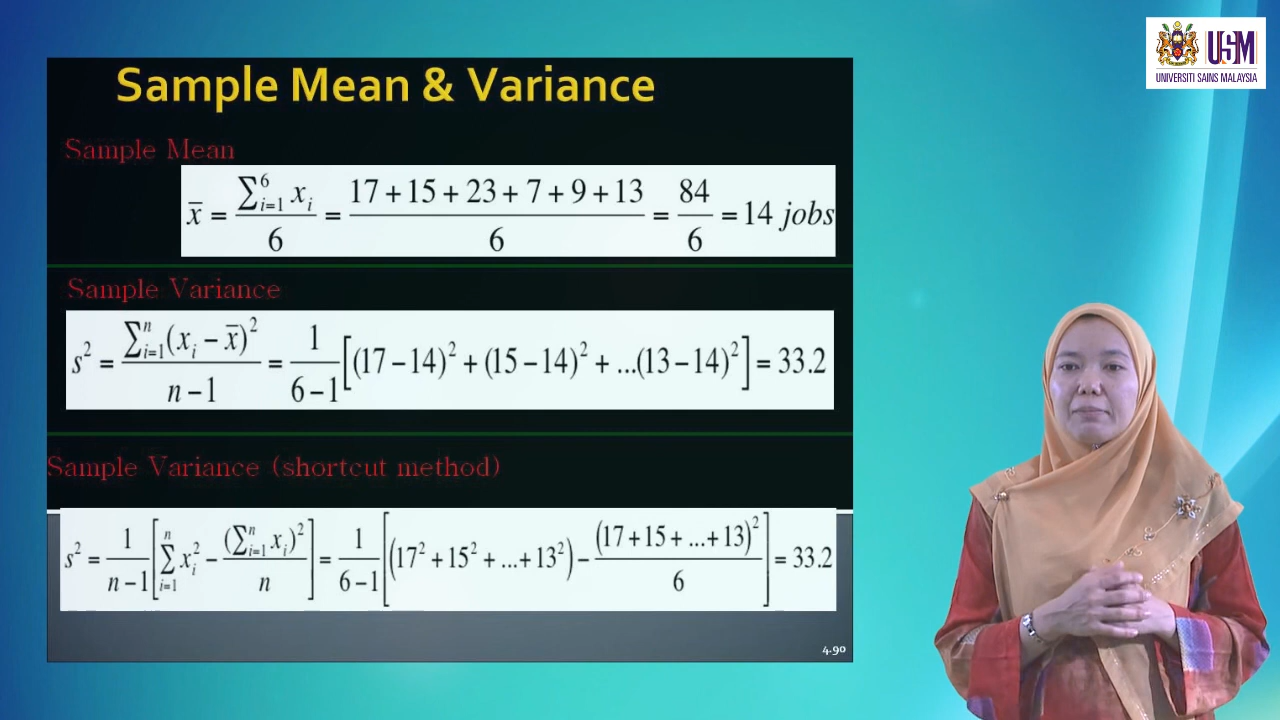 USM
UNIVERSITI SAINS MALAYSIA
Sample Mean & Variance
Sample Mean
x̄ = ∑⁶ᵢ₌₁ xᵢ / 6 = 17 + 15 + 23 + 7 + 9 + 13 / 6 = 84 / 6 = 14 jobs
Sample Variance
s² = ∑ⁿᵢ₌₁(xᵢ − x̄)² / n − 1 = 1 / 6 − 1 [(17 − 14)² + (15 − 14)² + ...(13 − 14)²] = 33.2
Sample Variance (shortcut method)
s² = 1 / n − 1 [∑ⁿᵢ₌₁ xᵢ² − (∑ⁿᵢ₌₁ xᵢ)² / n] = 1 / 6 − 1 [(17² + 15² + ... + 13²) − (17 + 15 + ... + 13)² / 6] = 33.2
4-90